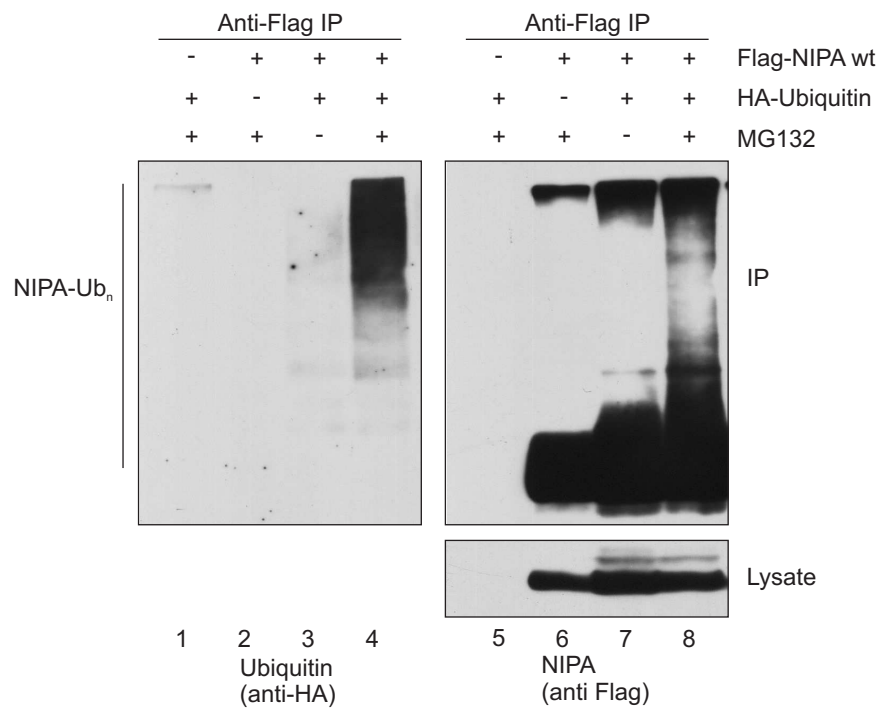 Anti-Flag IP Anti-Flag IP
- + + + - + + + Flag-NIPA wt
+ - + + + - + + HA-Ubiquitin
+ + - + + + - + MG132
NIPA-Ubn
IP
Lysate
1 2 3 4 5 6 7 8
Ubiquitin NIPA
(anti-HA) (anti Flag)